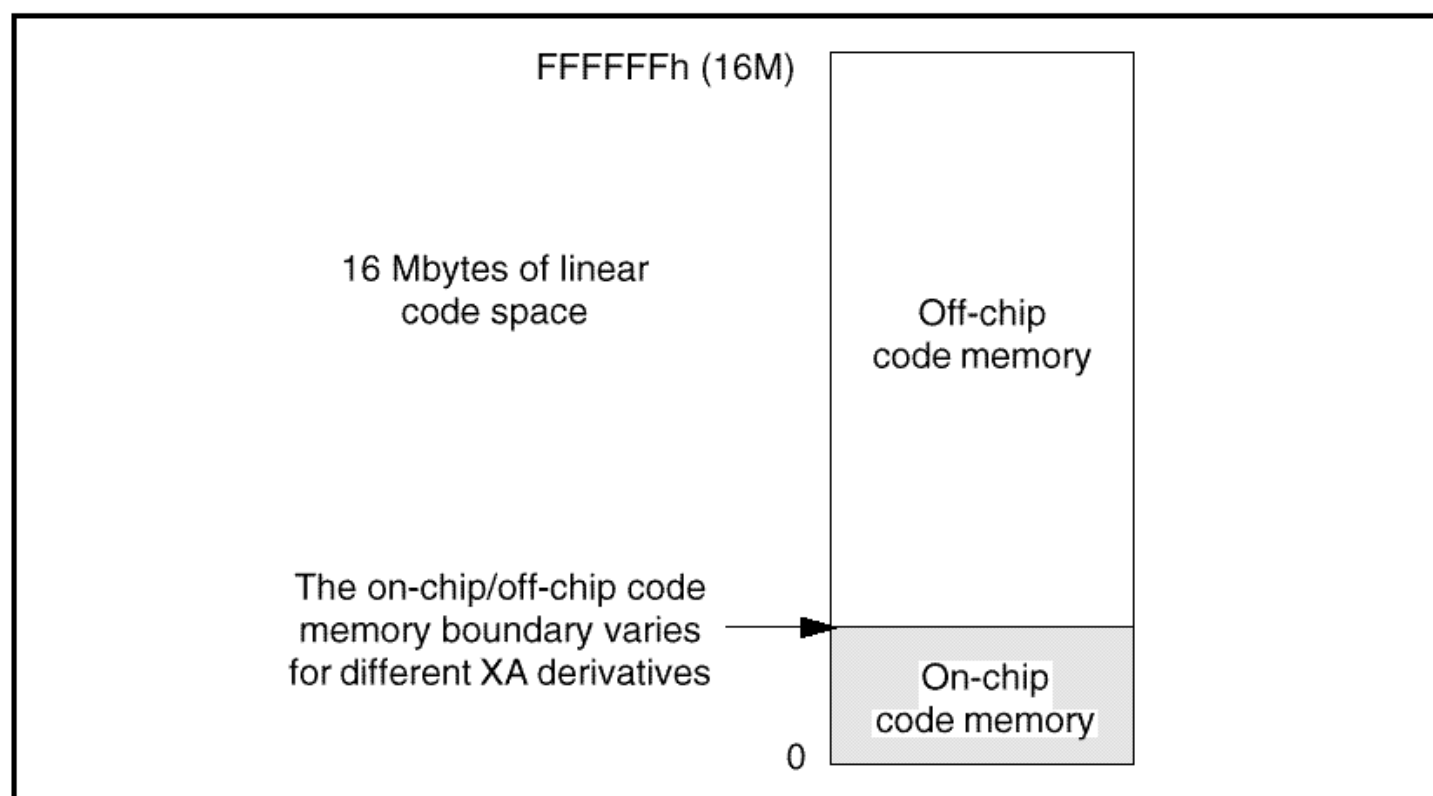 FFFFFFh (16M)
16 Mbytes of linear
code space
Off-chip
code memory
The on-chip/off-chip code
memory boundary varies
for different XA derivatives
On-chip
code memory
0